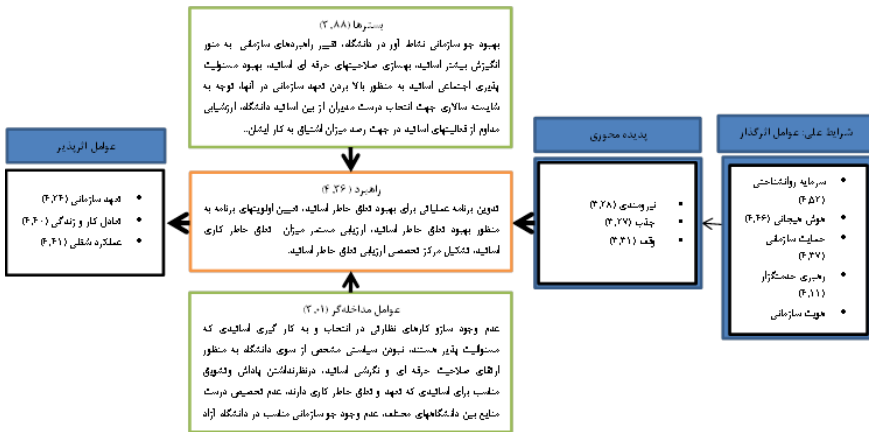 بسترها (۳,۸۸)
بهبود جو سازمانی نشاط آور در دانشگاه، تغییر راهبردهای سازمانی به منور
انگیزش بیشتر اساتید، بهسازی صلاحیتهای حرفه ای اساتید، بهبود مسئولیت
پذیری اجتماعی اساتید به منظور بالا بردن تعهد سازمانی در آنها، توجه به
شایسته سالاری جهت انتخاب درست مدیران از بین اساتید دانشگاه، ارزشیابی
مداوم از فعالیتهای اساتید در جهت رصد میزان اشتیاق به کار ایشان..
شرایط علی: عوامل اثرگذار
سرمایه روانشناختی
(۴,۵۲)
هوش هیجانی (۴,۴۶)
حمایت سازمانی
(۴,۳۷)
رهبری خدمتگزار
(۴,۱۱)
هویت سازمانی
پدیده محوری
نیرومندی (۴,۲۸)
جذب (۴,۲۷)
وقف (۴,۳۱)
راهبرد (۴,۳۶)
تدوین برنامه عملیاتی برای بهبود تعلق خاطر اساتید، تعیین اولویتهای برنامه به
منظور بهبود تعلق خاطر اساتید، ارزیابی مستمر میزان تعلق خاطر کاری
اساتید، تشکیل مرکز تخصصی ارزیابی تعلق خاطر اساتید.
عوامل اثرپذیر
تعهد سازمانی (۴,۲۴)
تعادل کار و زندگی (۴,۴۰)
عملکرد شغلی (۴,۴۱)
عوامل مداخله‌گر (۳,۰۱)
عدم وجود سازو کارهای نظارتی در انتخاب و به کار گیری اساتیدی که
مسئولیت پذیر هستند، نبودن سیاستی مشخص از سوی دانشگاه به منظور
ارتقای صلاحیت حرفه ای و نگرشی اساتید، درنظرنداشتن پاداش وتشویق
مناسب برای اساتیدی که تعهد و تعلق خاطر کاری دارند، عدم تخصیص درست
منابع بین دانشگاههای مختلف، عدم وجود جو سازمانی مناسب در دانشگاه آزاد